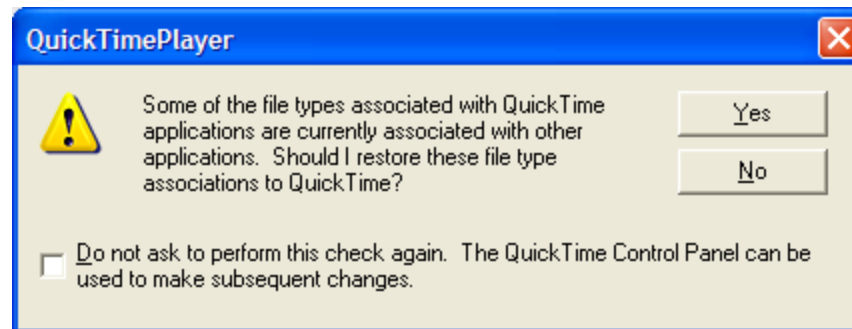 QuickTimePlayer
Some of the file types associated with QuickTime
applications are currently associated with other
applications.  Should I restore these file type
associations to QuickTime?
Yes
No
Do not ask to perform this check again.  The QuickTime Control Panel can be
used to make subsequent changes.